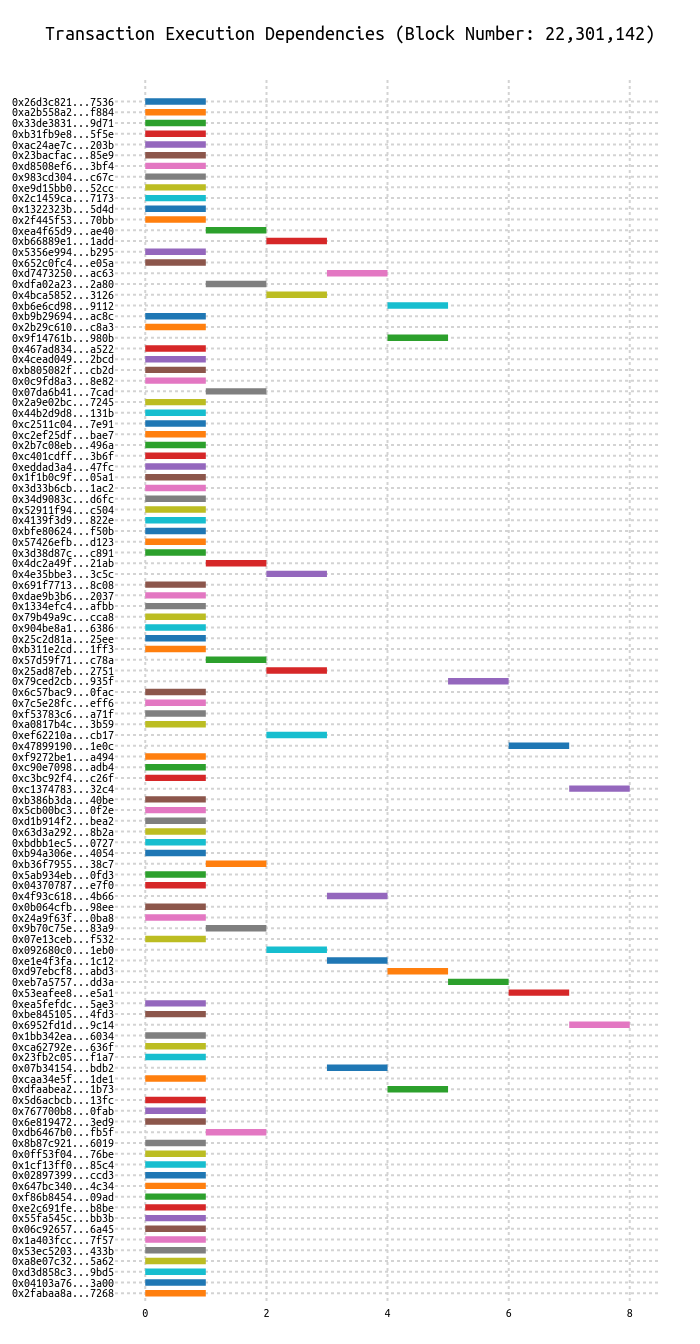 Transaction Execution Dependencies (Block Number: 22,301,142)
0x26d3c821...7536
0xa2b558a2...f884
0x33de3831...9d71
0xb31fb9e8...5f5e
0xac24ae7c...203b
0x23bacfac...85e9
0xd8508ef6...3bf4
0x983cd304...c67c
0xe9d15bb0...52cc
0x2c1459ca...7173
0x1322323b...5d4d
0x2f445f53...70bb
0xea4f65d9...ae40
0xb66889e1...1add
0x5356e994...b295
0x652c0fc4...e05a
0xd7473250...ac63
0xdfa02a23...2a80
0x4bca5852...3126
0xb6e6cd98...9112
0xb9b29694...ac8c
0x2b29c610...c8a3
0x9f14761b...980b
0x467ad834...a522
0x4cead049...2bcd
0xb805082f...cb2d
0x0c9fd8a3...8e82
0x07da6b41...7cad
0x2a9e02bc...7245
0x44b2d9d8...131b
0xc2511c04...7e91
0xc2ef25df...bae7
0x2b7c08eb...496a
0xc401cdff...3b6f
0xeddad3a4...47fc
0x1f1b0c9f...05a1
0x3d33b6cb...1ac2
0x34d9083c...d6fc
0x52911f94...c504
0x4139f3d9...822e
0xbfe80624...f50b
0x57426efb...d123
0x3d38d87c...c891
0x4dc2a49f...21ab
0x4e35bbe3...3c5c
0x691f7713...8c08
0xdae9b3b6...2037
0x1334efc4...afbb
0x79b49a9c...cca8
0x904be8a1...6386
0x25c2d81a...25ee
0xb311e2cd...1ff3
0x57d59f71...c78a
0x25ad87eb...2751
0x79ced2cb...935f
0x6c57bac9...0fac
0x7c5e28fc...eff6
0xf53783c6...a71f
0xa0817b4c...3b59
0xef62210a...cb17
0x47899190...1e0c
0xf9272be1...a494
0xc90e7098...adb4
0xc3bc92f4...c26f
0xc1374783...32c4
0xb386b3da...40be
0x5cb00bc3...0f2e
0xd1b914f2...bea2
0x63d3a292...8b2a
0xbdbb1ec5...0727
0xb94a306e...4054
0xb36f7955...38c7
0x5ab934eb...0fd3
0x04370787...e7f0
0x4f93c618...4b66
0x0b064cfb...98ee
0x24a9f63f...0ba8
0x9b70c75e...83a9
0x07e13ceb...f532
0x092680c0...1eb0
0xe1e4f3fa...1c12
0xd97ebcf8...abd3
0xeb7a5757...dd3a
0x53eafee8...e5a1
0xea5fefdc...5ae3
0xbe845105...4fd3
0x6952fd1d...9c14
0x1bb342ea...6034
0xca62792e...636f
0x23fb2c05...f1a7
0x07b34154...bdb2
0xcaa34e5f...1de1
0xdfaabea2...1b73
0x5d6acbcb...13fc
0x767700b8...0fab
0x6e819472...3ed9
0xdb6467b0...fb5f
0x8b87c921...6019
0x0ff53f04...76be
0x1cf13ff0...85c4
0x02897399...ccd3
0x647bc340...4c34
0xf86b8454...09ad
0xe2c691fe...b8be
0x55fa545c...bb3b
0x06c92657...6a45
0x1a403fcc...7f57
0x53ec5203...433b
0xa8e07c32...5a62
0xd3d858c3...9bd5
0x04103a76...3a00
0x2fabaa8a...7268
0 2 4 6 8